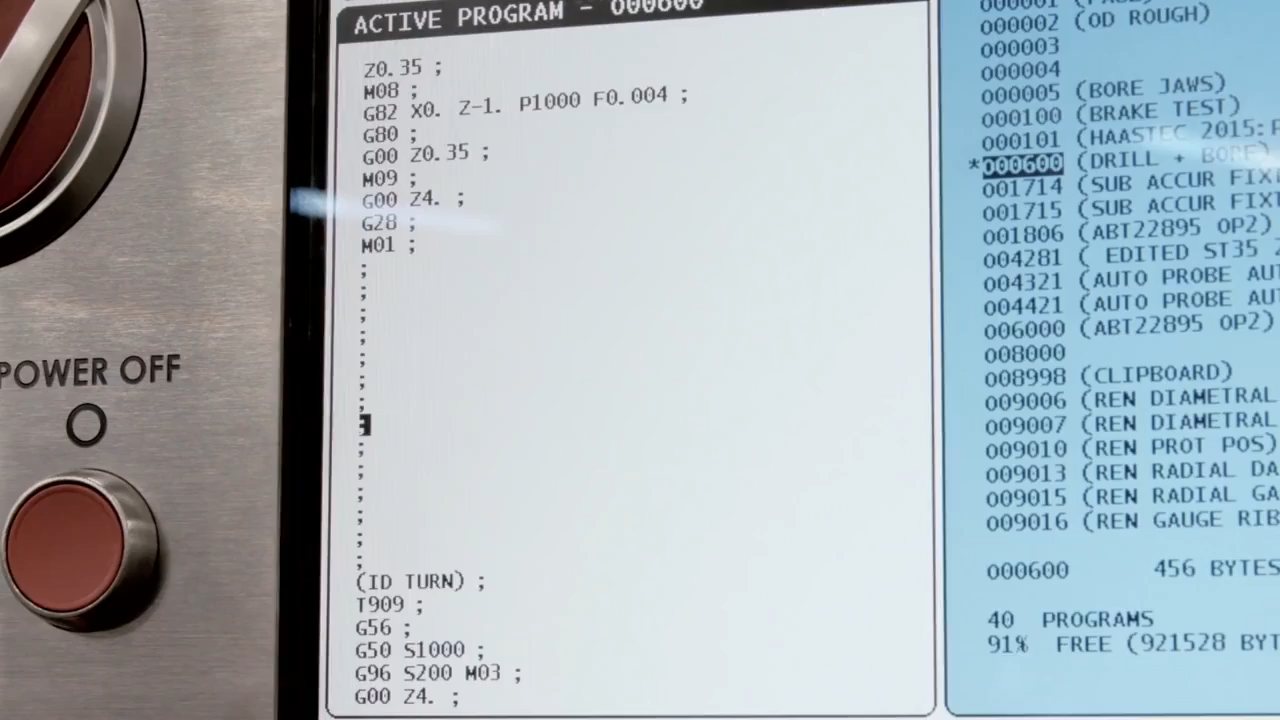 ACTIVE PROGRAM - O00600
Z0.35 ;
M08 ;
G82 X0. Z-1. P1000 F0.004 ;
G80 ;
G00 Z0.35 ;
M09 ;
G00 Z4. ;
G28 ;
M01 ;
;
;
;
;
;
;
;
;
;
;
;
;
;
;
(ID TURN) ;
T909 ;
G56 ;
G50 S1000 ;
G96 S200 M03 ;
G00 Z4. ;
O00001
O00002 (OD ROUGH)
O00003
O00004
O00005 (BORE JAWS)
O00100 (BRAKE TEST)
O00101 (HAASTEC 2015:
*O00600 (DRILL + BORE)
O01714 (SUB ACCUR
O01715 (SUB ACCUR
O01806 (ABT22895 OP2)
O04281 ( EDITED ST35
O04321 (AUTO PROBE
O04421 (AUTO PROBE
O06000 (ABT22895 OP2)
O08000
O08998 (CLIPBOARD)
O09006 (REN DIAMETRAL
O09007 (REN DIAMETRAL
O09010 (REN PROT POS)
O09013 (REN RADIAL
O09015 (REN RADIAL
O09016 (REN GAUGE
O00600 456 BYTES
40 PROGRAMS
91% FREE (921528
POWER OFF